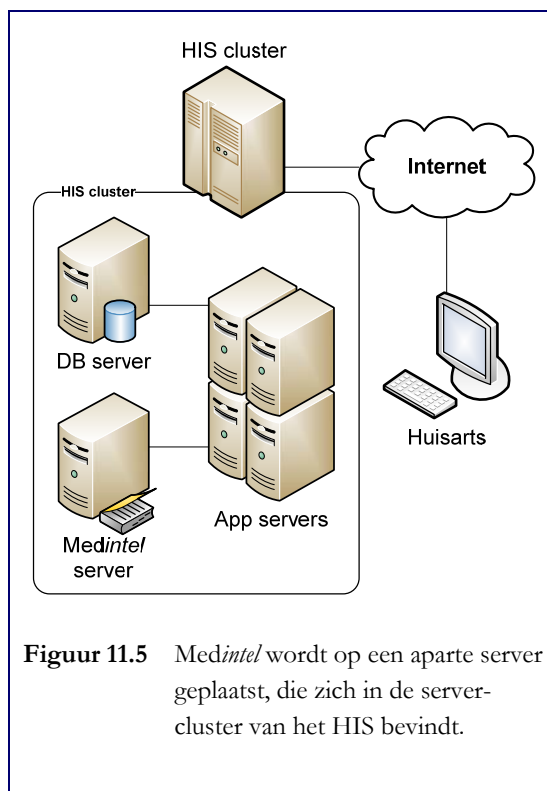 HIS cluster
Internet
HIS cluster
DB server
Huisarts
App servers
Medintel
server
Figuur 11.5 Medintel wordt op een aparte server
geplaatst, die zich in de server-
cluster van het HIS bevindt.